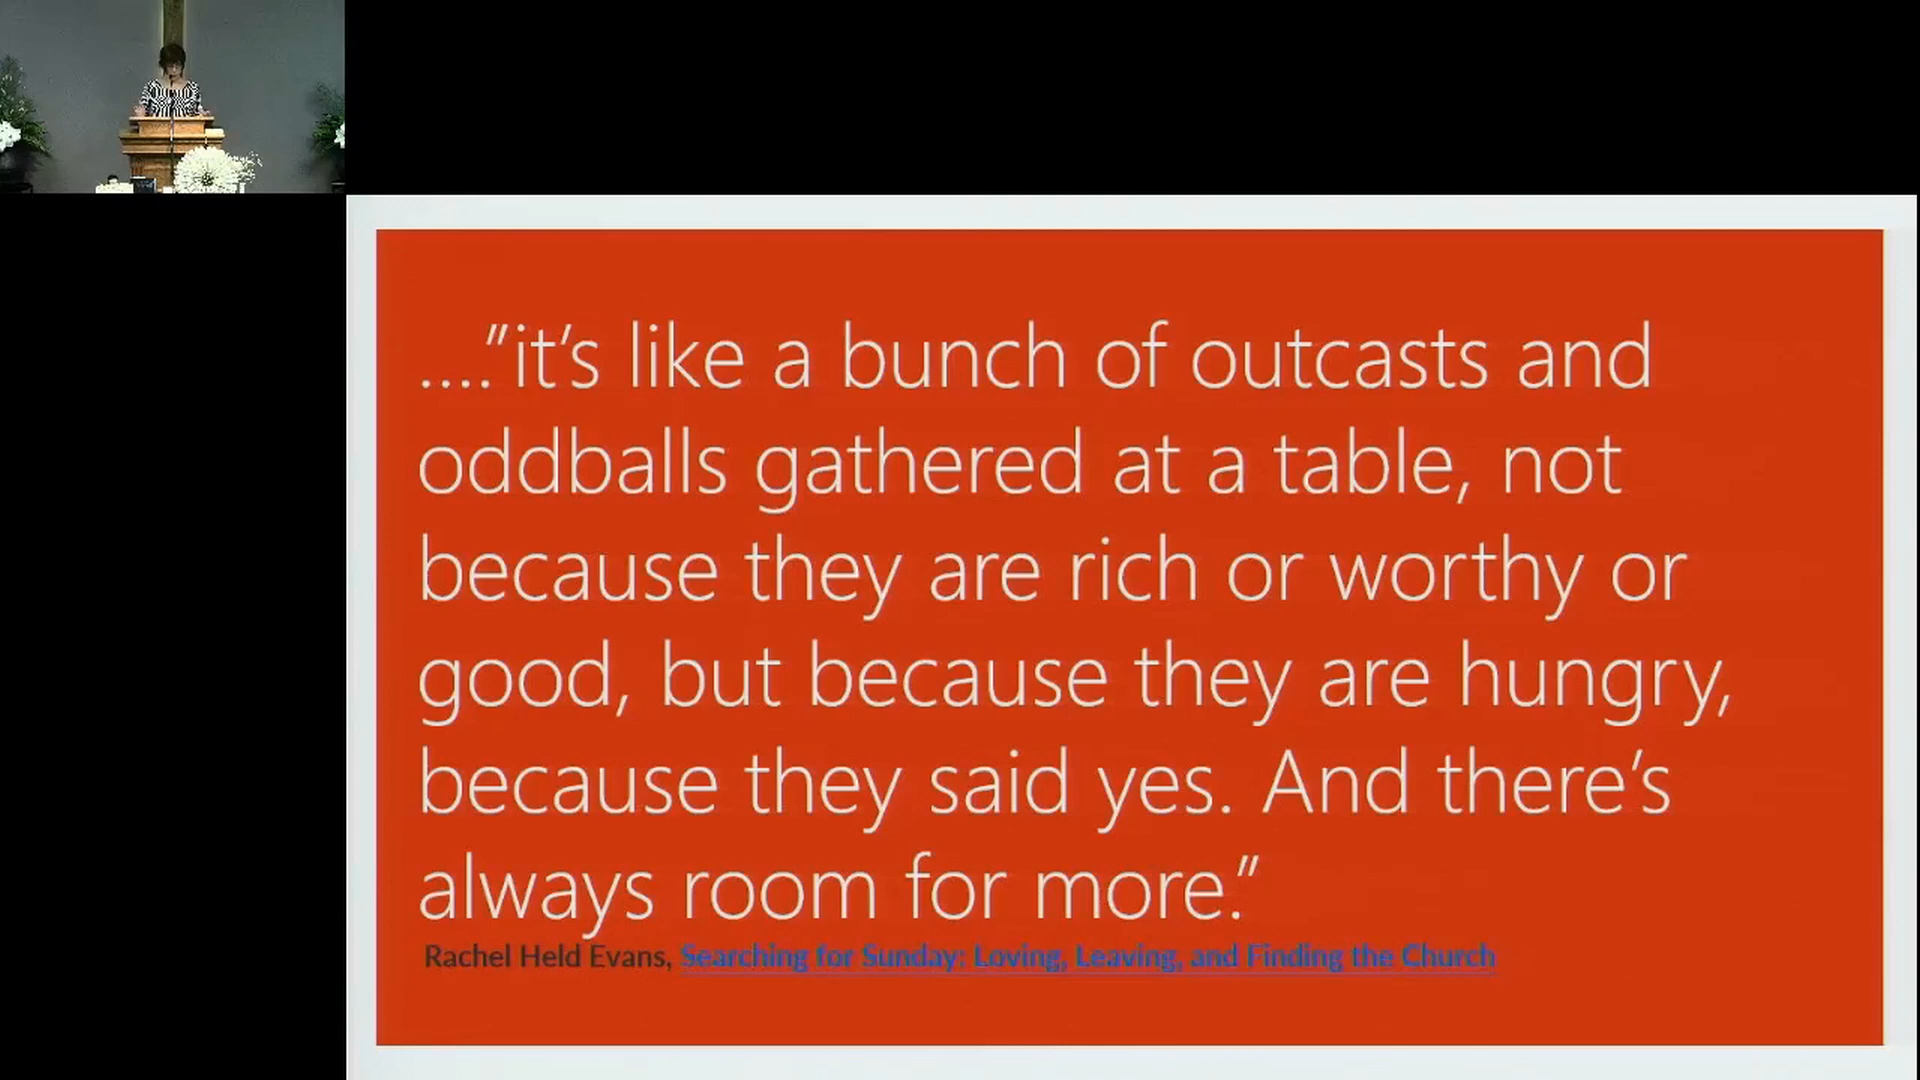 ...."it's like a bunch of outcasts and
oddballs gathered at a table, not
because they are rich or worthy or
good, but because they are hungry,
because they said yes. And there's
always room for more."
Rachel Held Evans, Searching for Sunday: Loving, Leaving, and Finding the Church